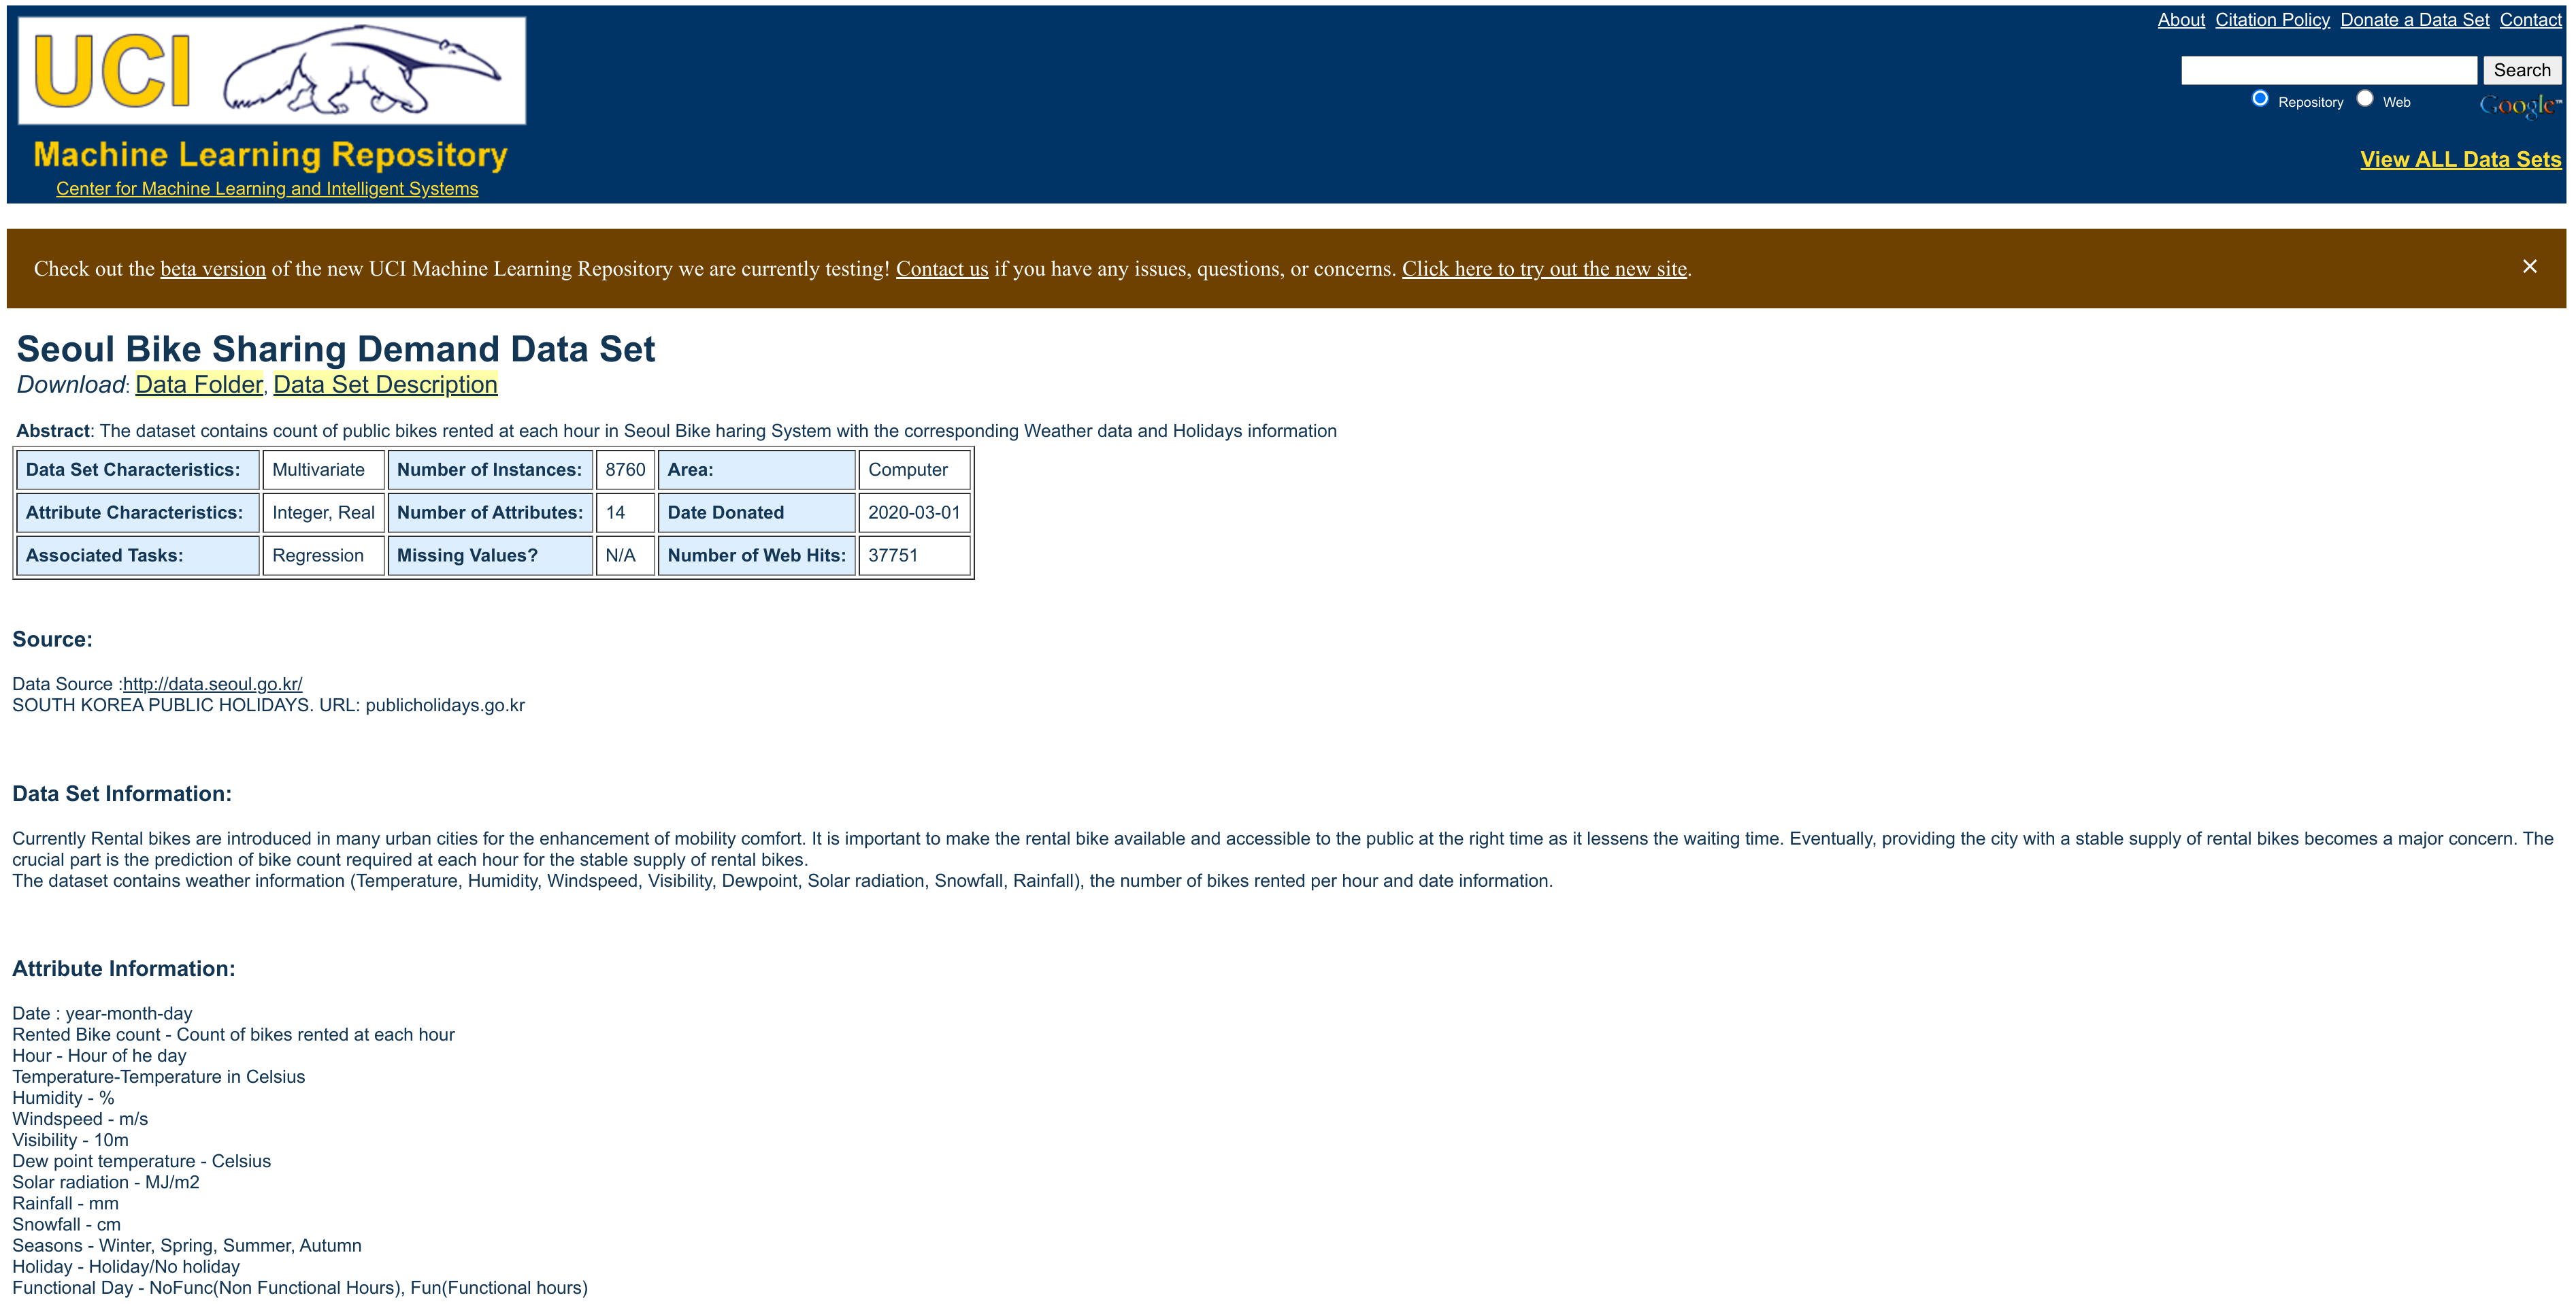 About Citation Policy Donate a Data Set Contact
Search
Repository Web Google™
View ALL Data Sets
UCI
Machine Learning Repository
Center for Machine Learning and Intelligent Systems
Check out the beta version of the new UCI Machine Learning Repository we are currently testing! Contact us if you have any issues, questions, or concerns. Click here to try out the new site. ×
Seoul Bike Sharing Demand Data Set
Download: Data Folder, Data Set Description
Abstract: The dataset contains count of public bikes rented at each hour in Seoul Bike haring System with the corresponding Weather data and Holidays information
Data Set Characteristics: Multivariate Number of Instances: 8760 Area: Computer
Attribute Characteristics: Integer, Real Number of Attributes: 14 Date Donated 2020-03-01
Associated Tasks: Regression Missing Values? N/A Number of Web Hits: 37751
Source:
Data Source :http://data.seoul.go.kr/
SOUTH KOREA PUBLIC HOLIDAYS. URL: publicholidays.go.kr
Data Set Information:
Currently Rental bikes are introduced in many urban cities for the enhancement of mobility comfort. It is important to make the rental bike available and accessible to the public at the right time as it lessens the waiting time. Eventually, providing the city with a stable supply of rental bikes becomes a major concern. The
crucial part is the prediction of bike count required at each hour for the stable supply of rental bikes.
The dataset contains weather information (Temperature, Humidity, Windspeed, Visibility, Dewpoint, Solar radiation, Snowfall, Rainfall), the number of bikes rented per hour and date information.
Attribute Information:
Date : year-month-day
Rented Bike count - Count of bikes rented at each hour
Hour - Hour of he day
Temperature-Temperature in Celsius
Humidity - %
Windspeed - m/s
Visibility - 10m
Dew point temperature - Celsius
Solar radiation - MJ/m2
Rainfall - mm
Snowfall - cm
Seasons - Winter, Spring, Summer, Autumn
Holiday - Holiday/No holiday
Functional Day - NoFunc(Non Functional Hours), Fun(Functional hours)